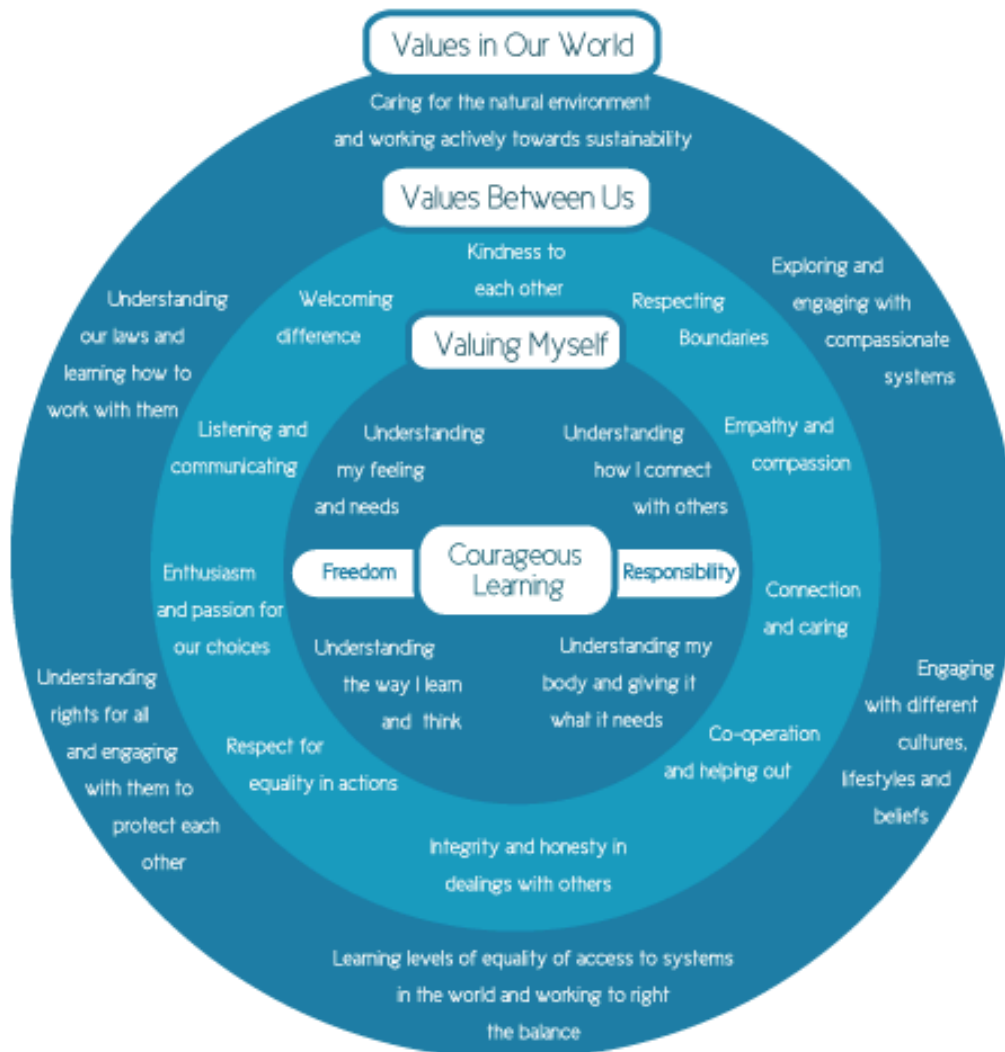 Values in Our World
Caring for the natural environment
and working actively towards sustainability
Values Between Us
Kindness to
each other
Welcoming
difference
Respecting
Boundaries
Exploring and
engaging with
compassionate
systems
Understanding
our laws and
learning how to
work with them
Valuing Myself
Listening and
communicating
Understanding
my feeling
and needs
Understanding
how I connect
with others
Empathy and
compassion
Freedom
Courageous
Learning
Responsibility
Enthusiasm
and passion for
our choices
Connection
and caring
Understanding
the way I learn
and think
Understanding my
body and giving it
what it needs
Understanding
rights for all
and engaging
with them to
protect each
other
Engaging
with different
cultures,
lifestyles and
beliefs
Respect for
equality in actions
Co-operation
and helping out
Integrity and honesty in
dealings with others
Learning levels of equality of access to systems
in the world and working to right
the balance